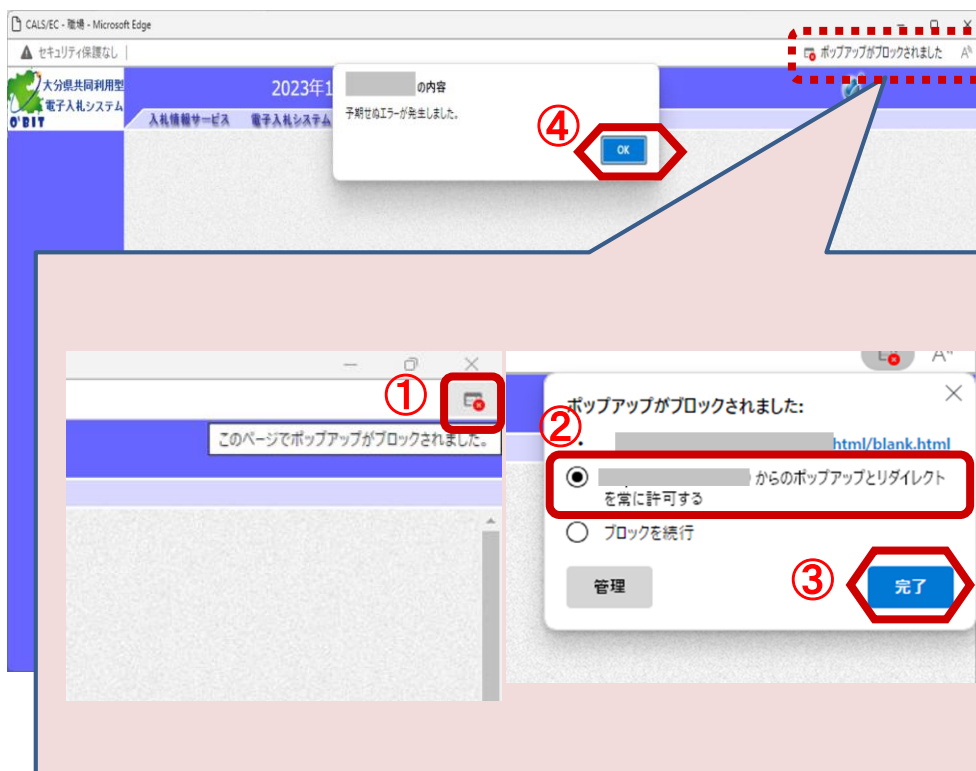 CALS/EC - 職場 - Microsoft Edge
セキュリティ保護なし
ポップアップがブロックされました A
大分県共同利用型
電子入札システム
O'BIT
2023年1
入札情報サービス 電子入札システム
の内容
予期せぬエラーが発生しました。
④
OK
①
このページでポップアップがブロックされました。
A
ポップアップがブロックされました:
②
html/blank.html
からのポップアップとリダイレクト
を常に許可する
ブロックを続行
管理
③
完了